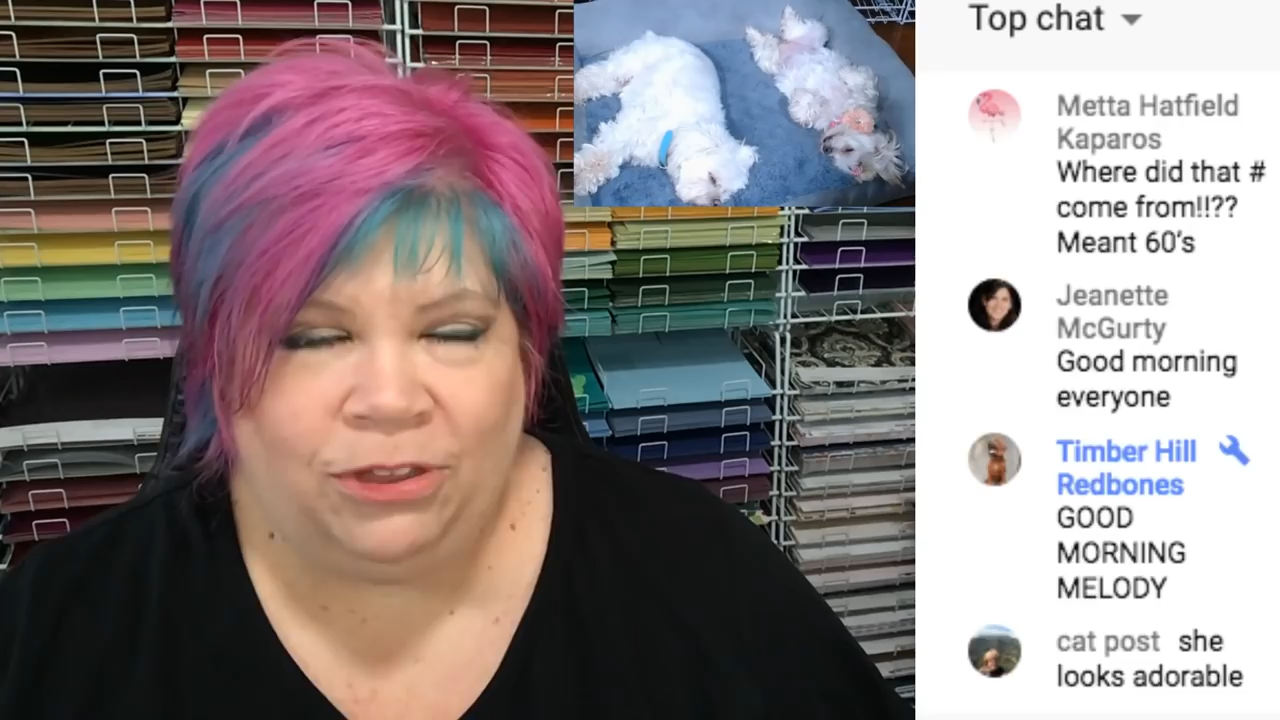 Top chat
Metta Hatfield
Kaparos
Where did that #
come from!!??
Meant 60's
Jeanette
McGurty
Good morning
everyone
Timber Hill
Redbones
GOOD
MORNING
MELODY
cat post she
looks adorable